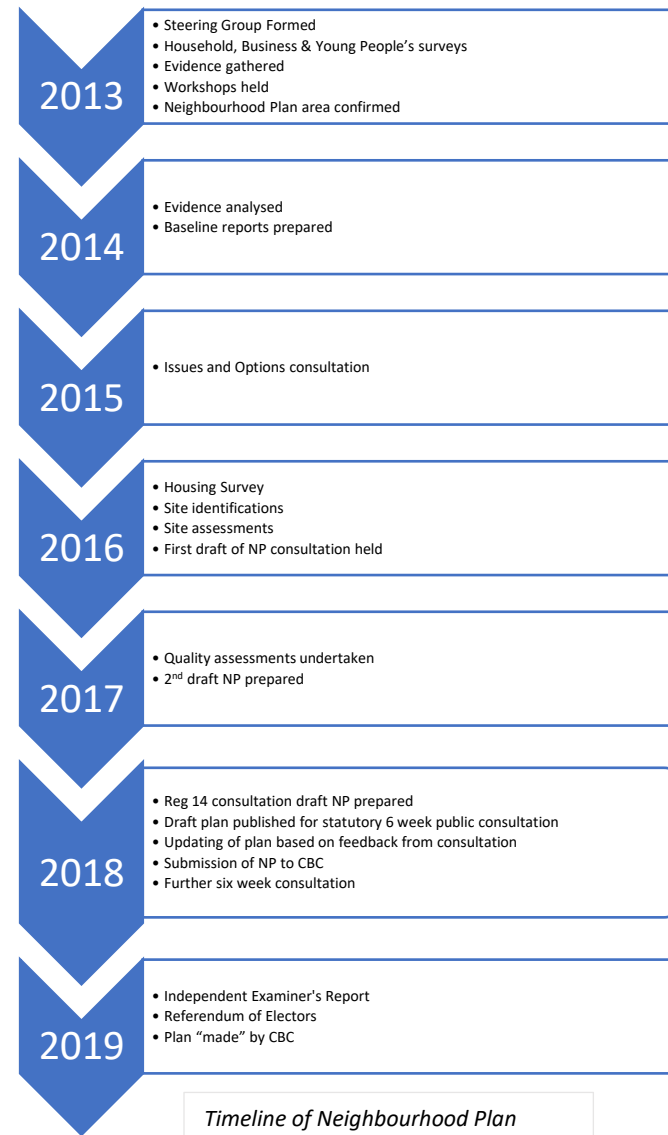 2013
• Steering Group Formed
• Household, Business & Young People’s surveys
• Evidence gathered
• Workshops held
• Neighbourhood Plan area confirmed
2014
• Evidence analysed
• Baseline reports prepared
2015
• Issues and Options consultation
2016
• Housing Survey
• Site identifications
• Site assessments
• First draft of NP consultation held
2017
• Quality assessments undertaken
• 2nd draft NP prepared
2018
• Reg 14 consultation draft NP prepared
• Draft plan published for statutory 6 week public consultation
• Updating of plan based on feedback from consultation
• Submission of NP to CBC
• Further six week consultation
2019
• Independent Examiner's Report
• Referendum of Electors
• Plan “made” by CBC
Timeline of Neighbourhood Plan